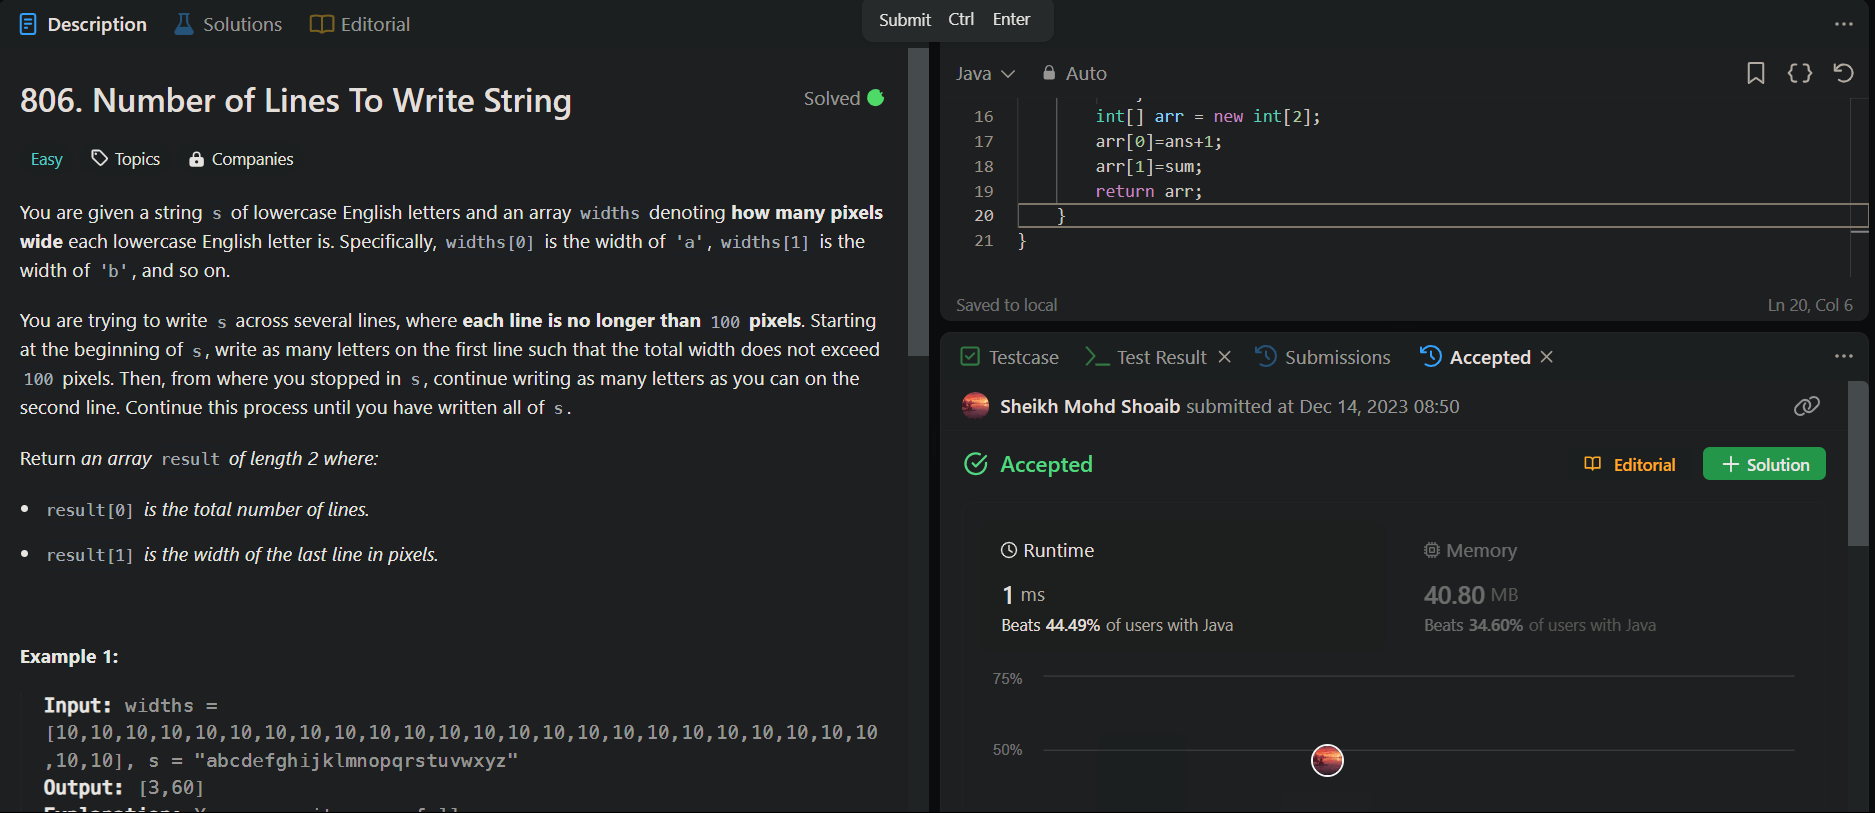 Description Solutions Editorial
Submit Ctrl Enter
806. Number of Lines To Write String
Solved
Easy Topics Companies
You are given a string s of lowercase English letters and an array widths denoting how many pixels
wide each lowercase English letter is. Specifically, widths[0] is the width of 'a', widths[1] is the
width of 'b', and so on.
You are trying to write s across several lines, where each line is no longer than 100 pixels. Starting
at the beginning of s, write as many letters on the first line such that the total width does not exceed
100 pixels. Then, from where you stopped in s, continue writing as many letters as you can on the
second line. Continue this process until you have written all of s.
Return an array result of length 2 where:
• result[0] is the total number of lines.
• result[1] is the width of the last line in pixels.
Example 1:
Input: widths =
[10,10,10,10,10,10,10,10,10,10,10,10,10,10,10,10,10,10,10,10,10,10,10,10
,10,10], s = "abcdefghijklmnopqrstuvwxyz"
Output: [3,60]
Java Auto
16 int[] arr = new int[2];
17 arr[0]=ans+1;
18 arr[1]=sum;
19 return arr;
20 }
21 }
Saved to local
Ln 20, Col 6
Testcase Test Result Submissions Accepted
Sheikh Mohd Shoaib submitted at Dec 14, 2023 08:50
Accepted
Editorial
Solution
Runtime
1 ms
Beats 44.49% of users with Java
Memory
40.80 MB
Beats 34.60% of users with Java
75%
50%